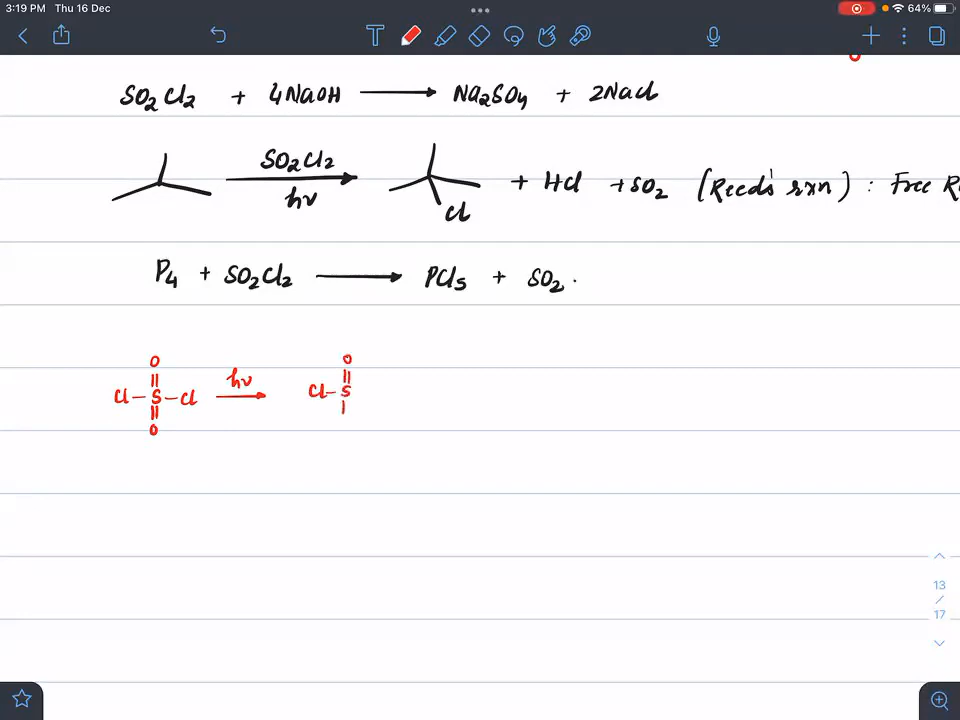 3:19 PM Thu 16 Dec
64%
T
SO2Cl2 + 4NaOH → Na2SO4 + 2NaCl
SO2Cl2
hν
Cl
+ HCl + SO2 (Reed's rxn) : Free R
P4 + SO2Cl2 → PCl5 + SO2 .
O O
Cl-S-Cl hν → Cl-S
O
13
/
17